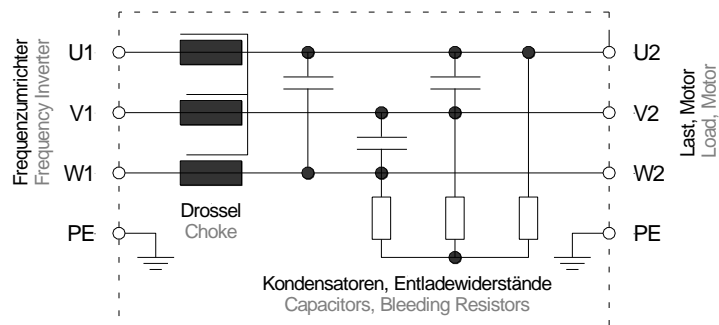 Frequenzumrichter
Frequency Inverter
U1
V1
W1
PE
Drossel
Choke
Kondensatoren, Entladewiderstände
Capacitors, Bleeding Resistors
U2
V2
W2
PE
Last, Motor
Load, Motor